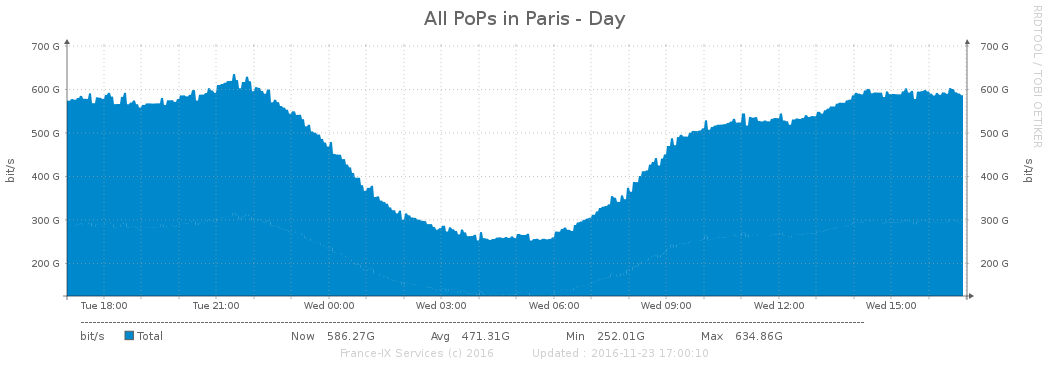 All PoPs in Paris - Day
RRDTOOL / TOBI OETIKER
700 G 700 G
600 G 600 G
500 G 500 G
400 G 400 G
300 G 300 G
200 G 200 G
bit/s
bit/s
Tue 18:00 Tue 21:00 Wed 00:00 Wed 03:00 Wed 06:00 Wed 09:00 Wed 12:00 Wed 15:00
bit/s Total Now 586.27G Avg 471.31G Min 252.01G Max 634.86G
France-IX Services (c) 2016 Updated : 2016-11-23 17:00:10